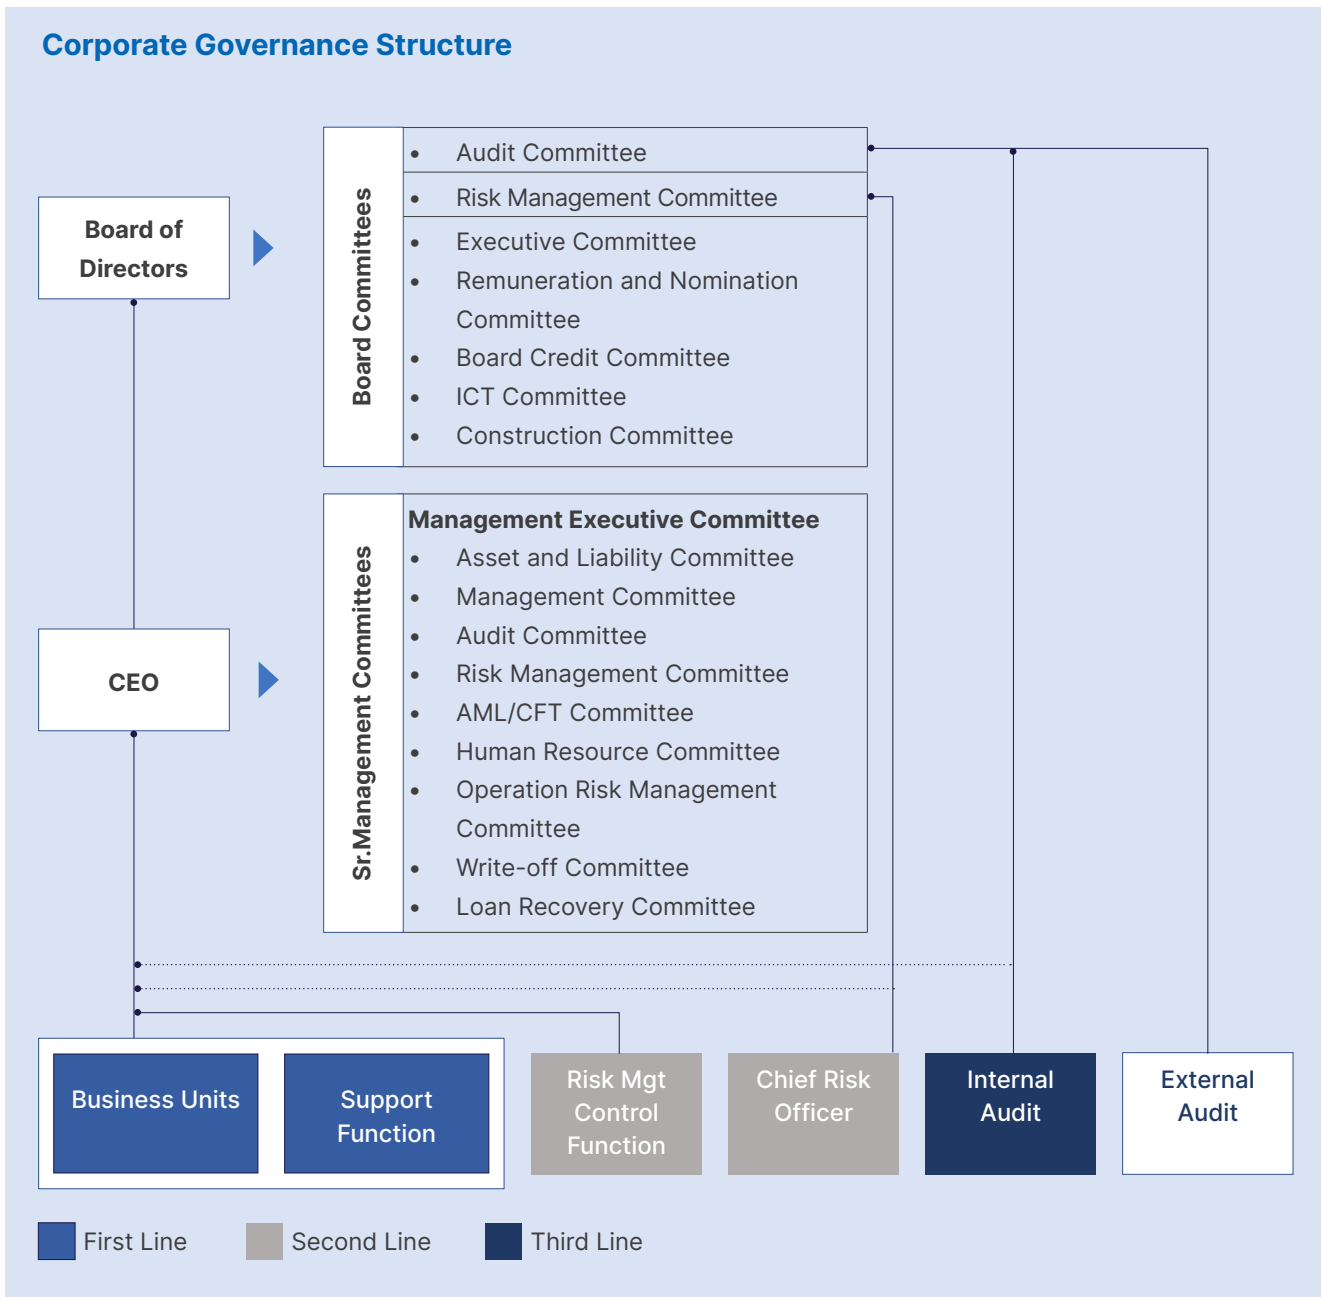 Corporate Governance Structure
Board of
Directors
Board Committees
• Audit Committee
• Risk Management Committee
• Executive Committee
• Remuneration and Nomination
Committee
• Board Credit Committee
• ICT Committee
• Construction Committee
CEO
Sr.Management Committees
Management Executive Committee
• Asset and Liability Committee
• Management Committee
• Audit Committee
• Risk Management Committee
• AML/CFT Committee
• Human Resource Committee
• Operation Risk Management
Committee
• Write-off Committee
• Loan Recovery Committee
Business Units
Support
Function
Risk Mgt
Control
Function
Chief Risk
Officer
Internal
Audit
External
Audit
First Line
Second Line
Third Line